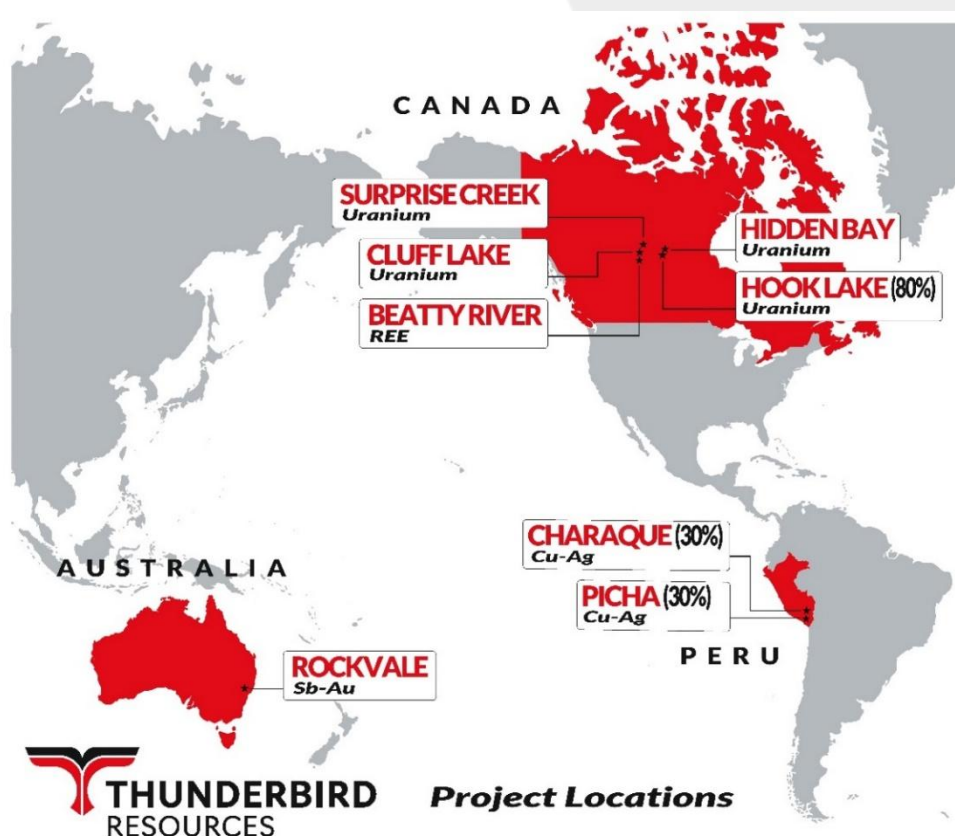 CANADA
SURPRISE CREEK
Uranium
CLUFF LAKE
Uranium
BEATTY RIVER
REE
HIDDEN BAY
Uranium
HOOK LAKE (80%)
Uranium
CHARAQUE (30%)
Cu-Ag
PICHA (30%)
Cu-Ag
PERU
AUSTRALIA
ROCKVALE
Sb-Au
THUNDERBIRD
RESOURCES
Project Locations